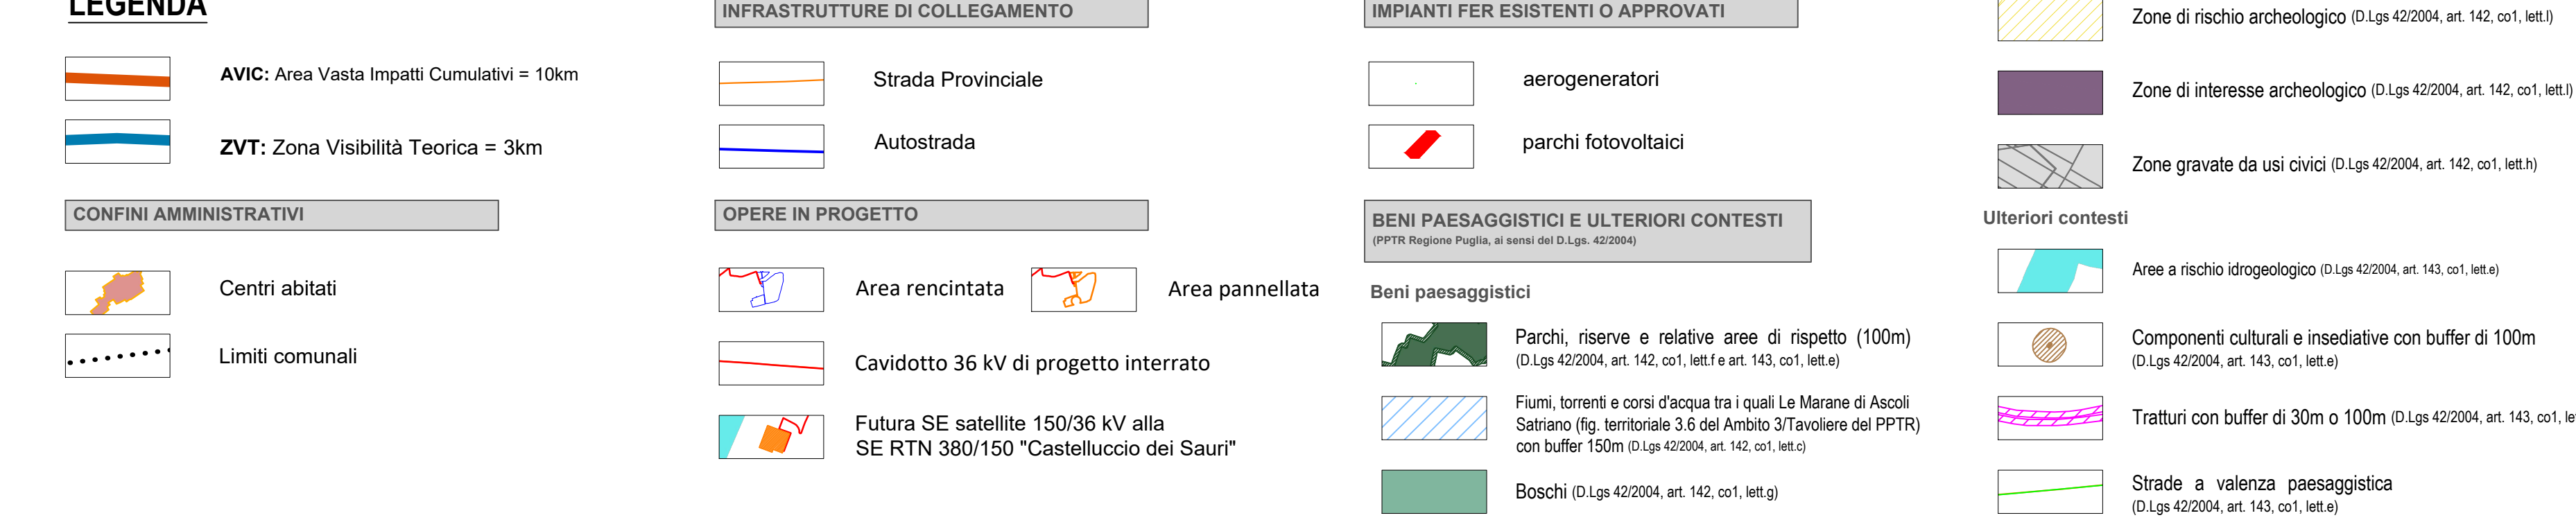 LEGENDA
AVIC: Area Vasta Impatti Cumulativi = 10km
ZVT: Zona Visibilità Teorica = 3km
CONFINI AMMINISTRATIVI
Centri abitati
Limiti comunali
INFRASTRUTTURE DI COLLEGAMENTO
Strada Provinciale
Autostrada
OPERE IN PROGETTO
Area rencintata
Area pannellata
Cavidotto 36 kV di progetto interrato
Futura SE satellite 150/36 kV alla
SE RTN 380/150 "Castelluccio dei Sauri"
IMPIANTI FER ESISTENTI O APPROVATI
aerogeneratori
parchi fotovoltaici
BENI PAESAGGISTICI E ULTERIORI CONTESTI
(PPTR Regione Puglia, ai sensi del D.Lgs. 42/2004)
Beni paesaggistici
Parchi, riserve e relative aree di rispetto (100m)
(D.Lgs 42/2004, art. 142, co1, lett.f e art. 143, co1, lett.e)
Fiumi, torrenti e corsi d'acqua tra i quali Le Marane di Ascoli
Satriano (fig. territoriale 3.6 del Ambito 3/Tavoliere del PPTR)
con buffer 150m (D.Lgs 42/2004, art. 142, co1, lett.c)
Boschi (D.Lgs 42/2004, art. 142, co1, lett.g)
Zone di rischio archeologico (D.Lgs 42/2004, art. 142, co1, lett.l)
Zone di interesse archeologico (D.Lgs 42/2004, art. 142, co1, lett.l)
Zone gravate da usi civici (D.Lgs 42/2004, art. 142, co1, lett.h)
Ulteriori contesti
Aree a rischio idrogeologico (D.Lgs 42/2004, art. 143, co1, lett.e)
Componenti culturali e insediative con buffer di 100m
(D.Lgs 42/2004, art. 143, co1, lett.e)
Tratturi con buffer di 30m o 100m (D.Lgs 42/2004, art. 143, co1, le
Strade a valenza paesaggistica
(D.Lgs 42/2004, art. 143, co1, lett.e)